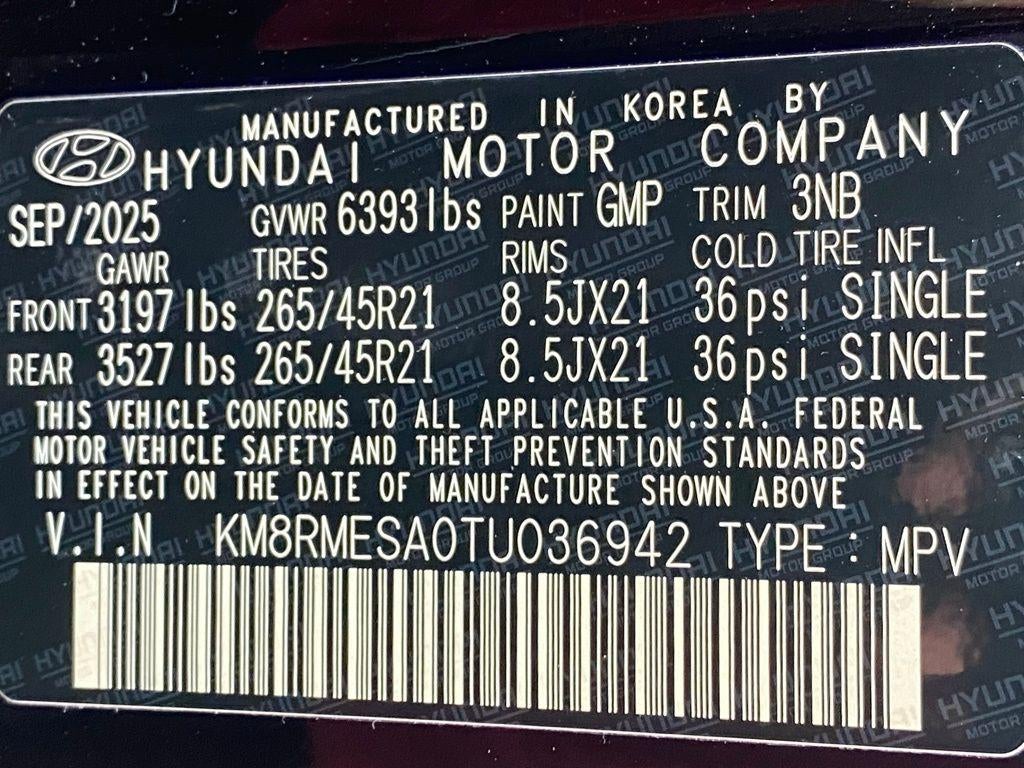 MANUFACTURED IN KOREA BY
HYUNDAI MOTOR COMPANY
SEP/2025 GVWR 6393lbs PAINT GMP TRIM 3NB
GAWR TIRES RIMS COLD TIRE INFL
FRONT 3197lbs 265/45R21 8.5JX21 36psi SINGLE
REAR 3527lbs 265/45R21 8.5JX21 36psi SINGLE
THIS VEHICLE CONFORMS TO ALL APPLICABLE U.S.A. FEDERAL
MOTOR VEHICLE SAFETY AND THEFT PREVENTION STANDARDS
IN EFFECT ON THE DATE OF MANUFACTURE SHOWN ABOVE
V.I.N KM8RMESA0TU036942 TYPE : MPV